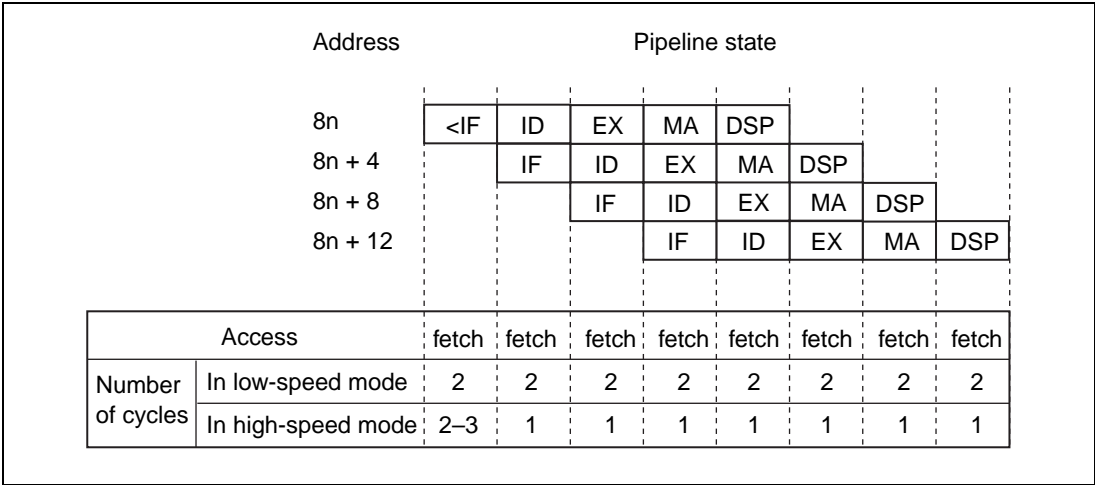 Address Pipeline state
8n <IF ID EX MA DSP
8n + 4 IF ID EX MA DSP
8n + 8 IF ID EX MA DSP
8n + 12 IF ID EX MA DSP
Access fetch fetch fetch fetch fetch fetch fetch fetch
Number of cycles
In low-speed mode 2 2 2 2 2 2 2 2
In high-speed mode 2–3 1 1 1 1 1 1 1